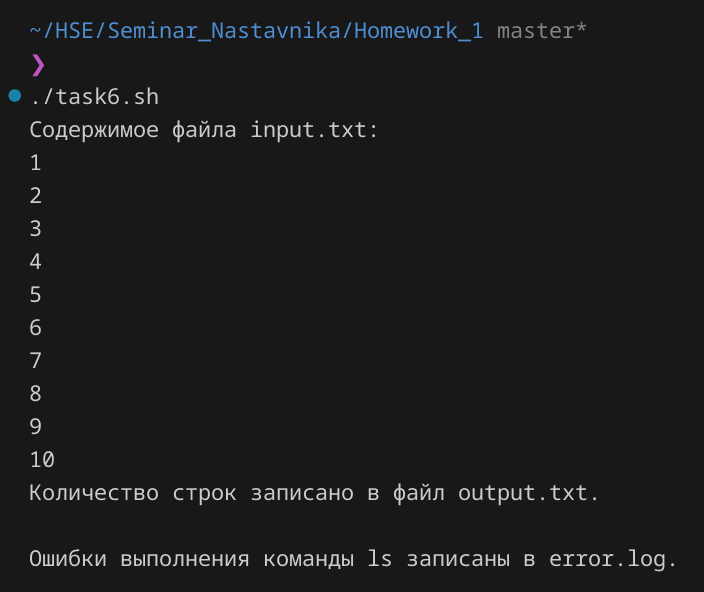 ~/HSE/Seminar_Nastavnika/Homework_1 master*
❯
./task6.sh
Содержимое файла input.txt:
1
2
3
4
5
6
7
8
9
10
Количество строк записано в файл output.txt.
Ошибки выполнения команды ls записаны в error.log.